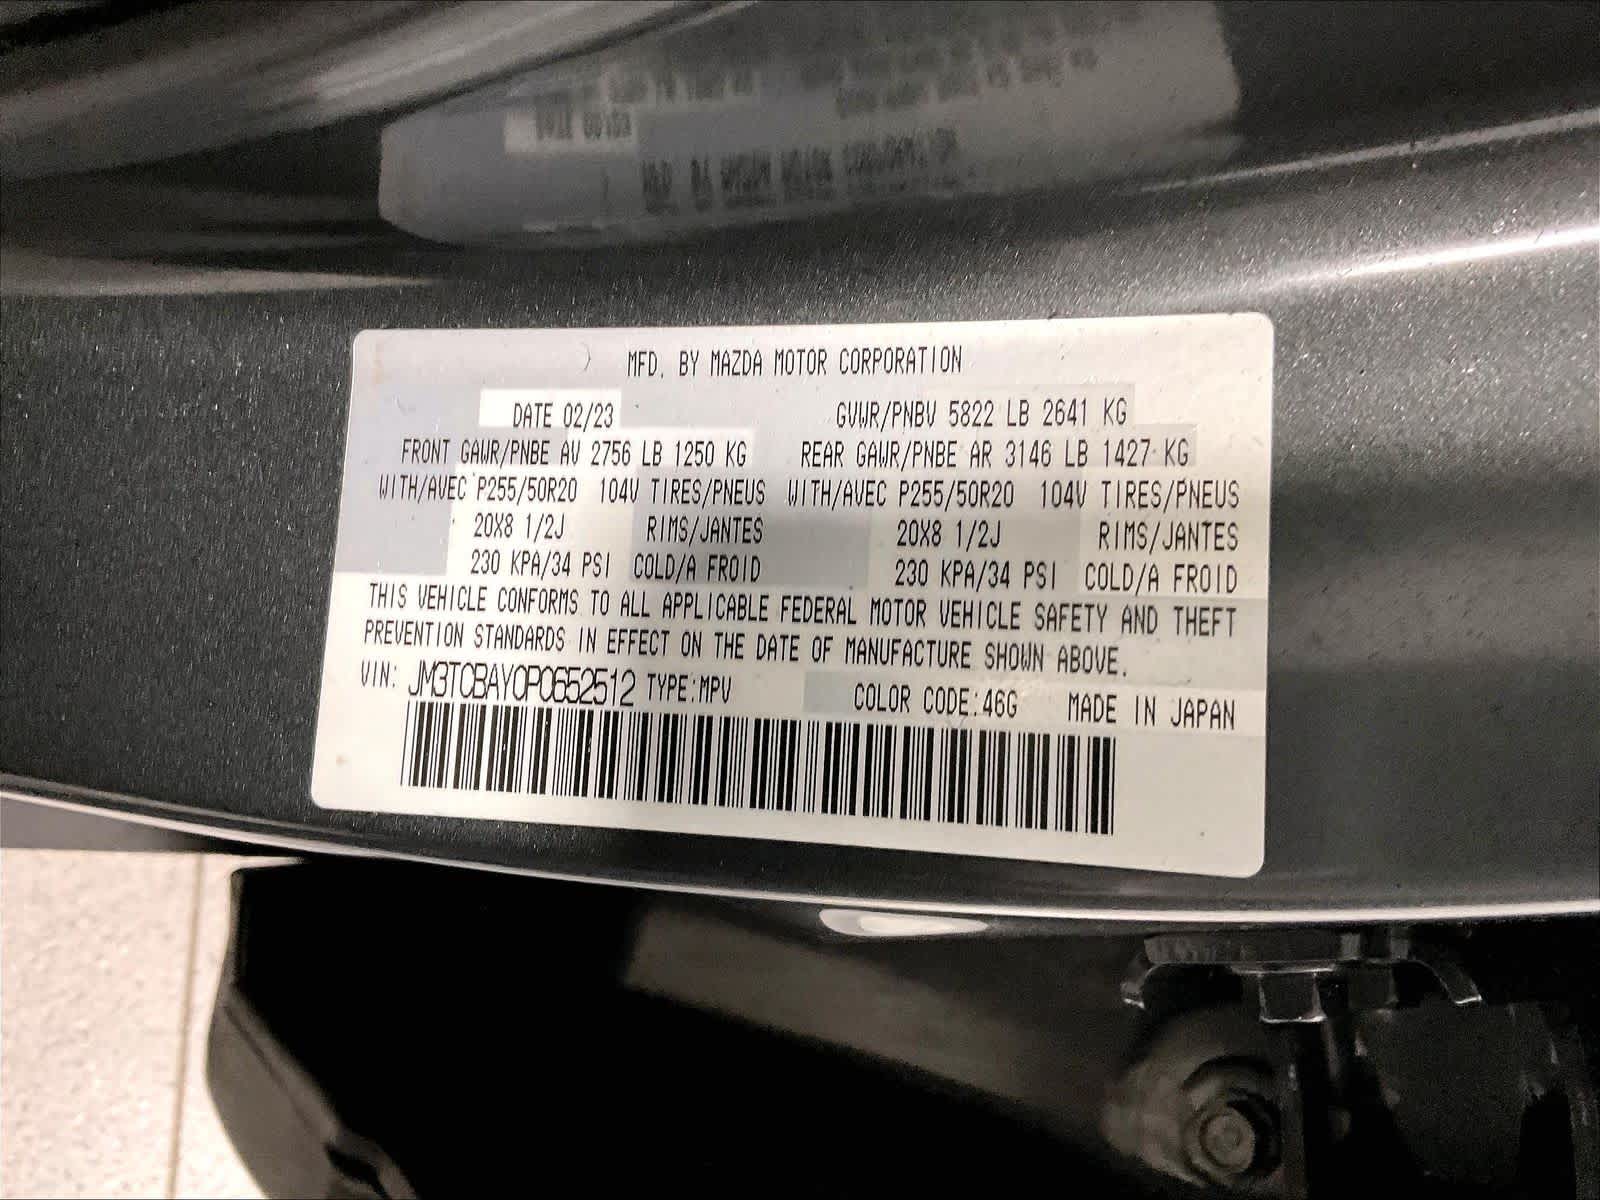 MFD. BY MAZDA MOTOR CORPORATION
DATE 02/23 GVWR/PNBV 5822 LB 2641 KG
FRONT GAWR/PNBE AV 2756 LB 1250 KG REAR GAWR/PNBE AR 3146 LB 1427 KG
WITH/AVEC P255/50R20 104V TIRES/PNEUS WITH/AVEC P255/50R20 104V TIRES/PNEUS
20X8 1/2J RIMS/JANTES 20X8 1/2J RIMS/JANTES
230 KPA/34 PSI COLD/A FROID 230 KPA/34 PSI COLD/A FROID
THIS VEHICLE CONFORMS TO ALL APPLICABLE FEDERAL MOTOR VEHICLE SAFETY AND THEFT
PREVENTION STANDARDS IN EFFECT ON THE DATE OF MANUFACTURE SHOWN ABOVE.
VIN: JM3TCBAY0P0652512 TYPE:MPV COLOR CODE:46G MADE IN JAPAN